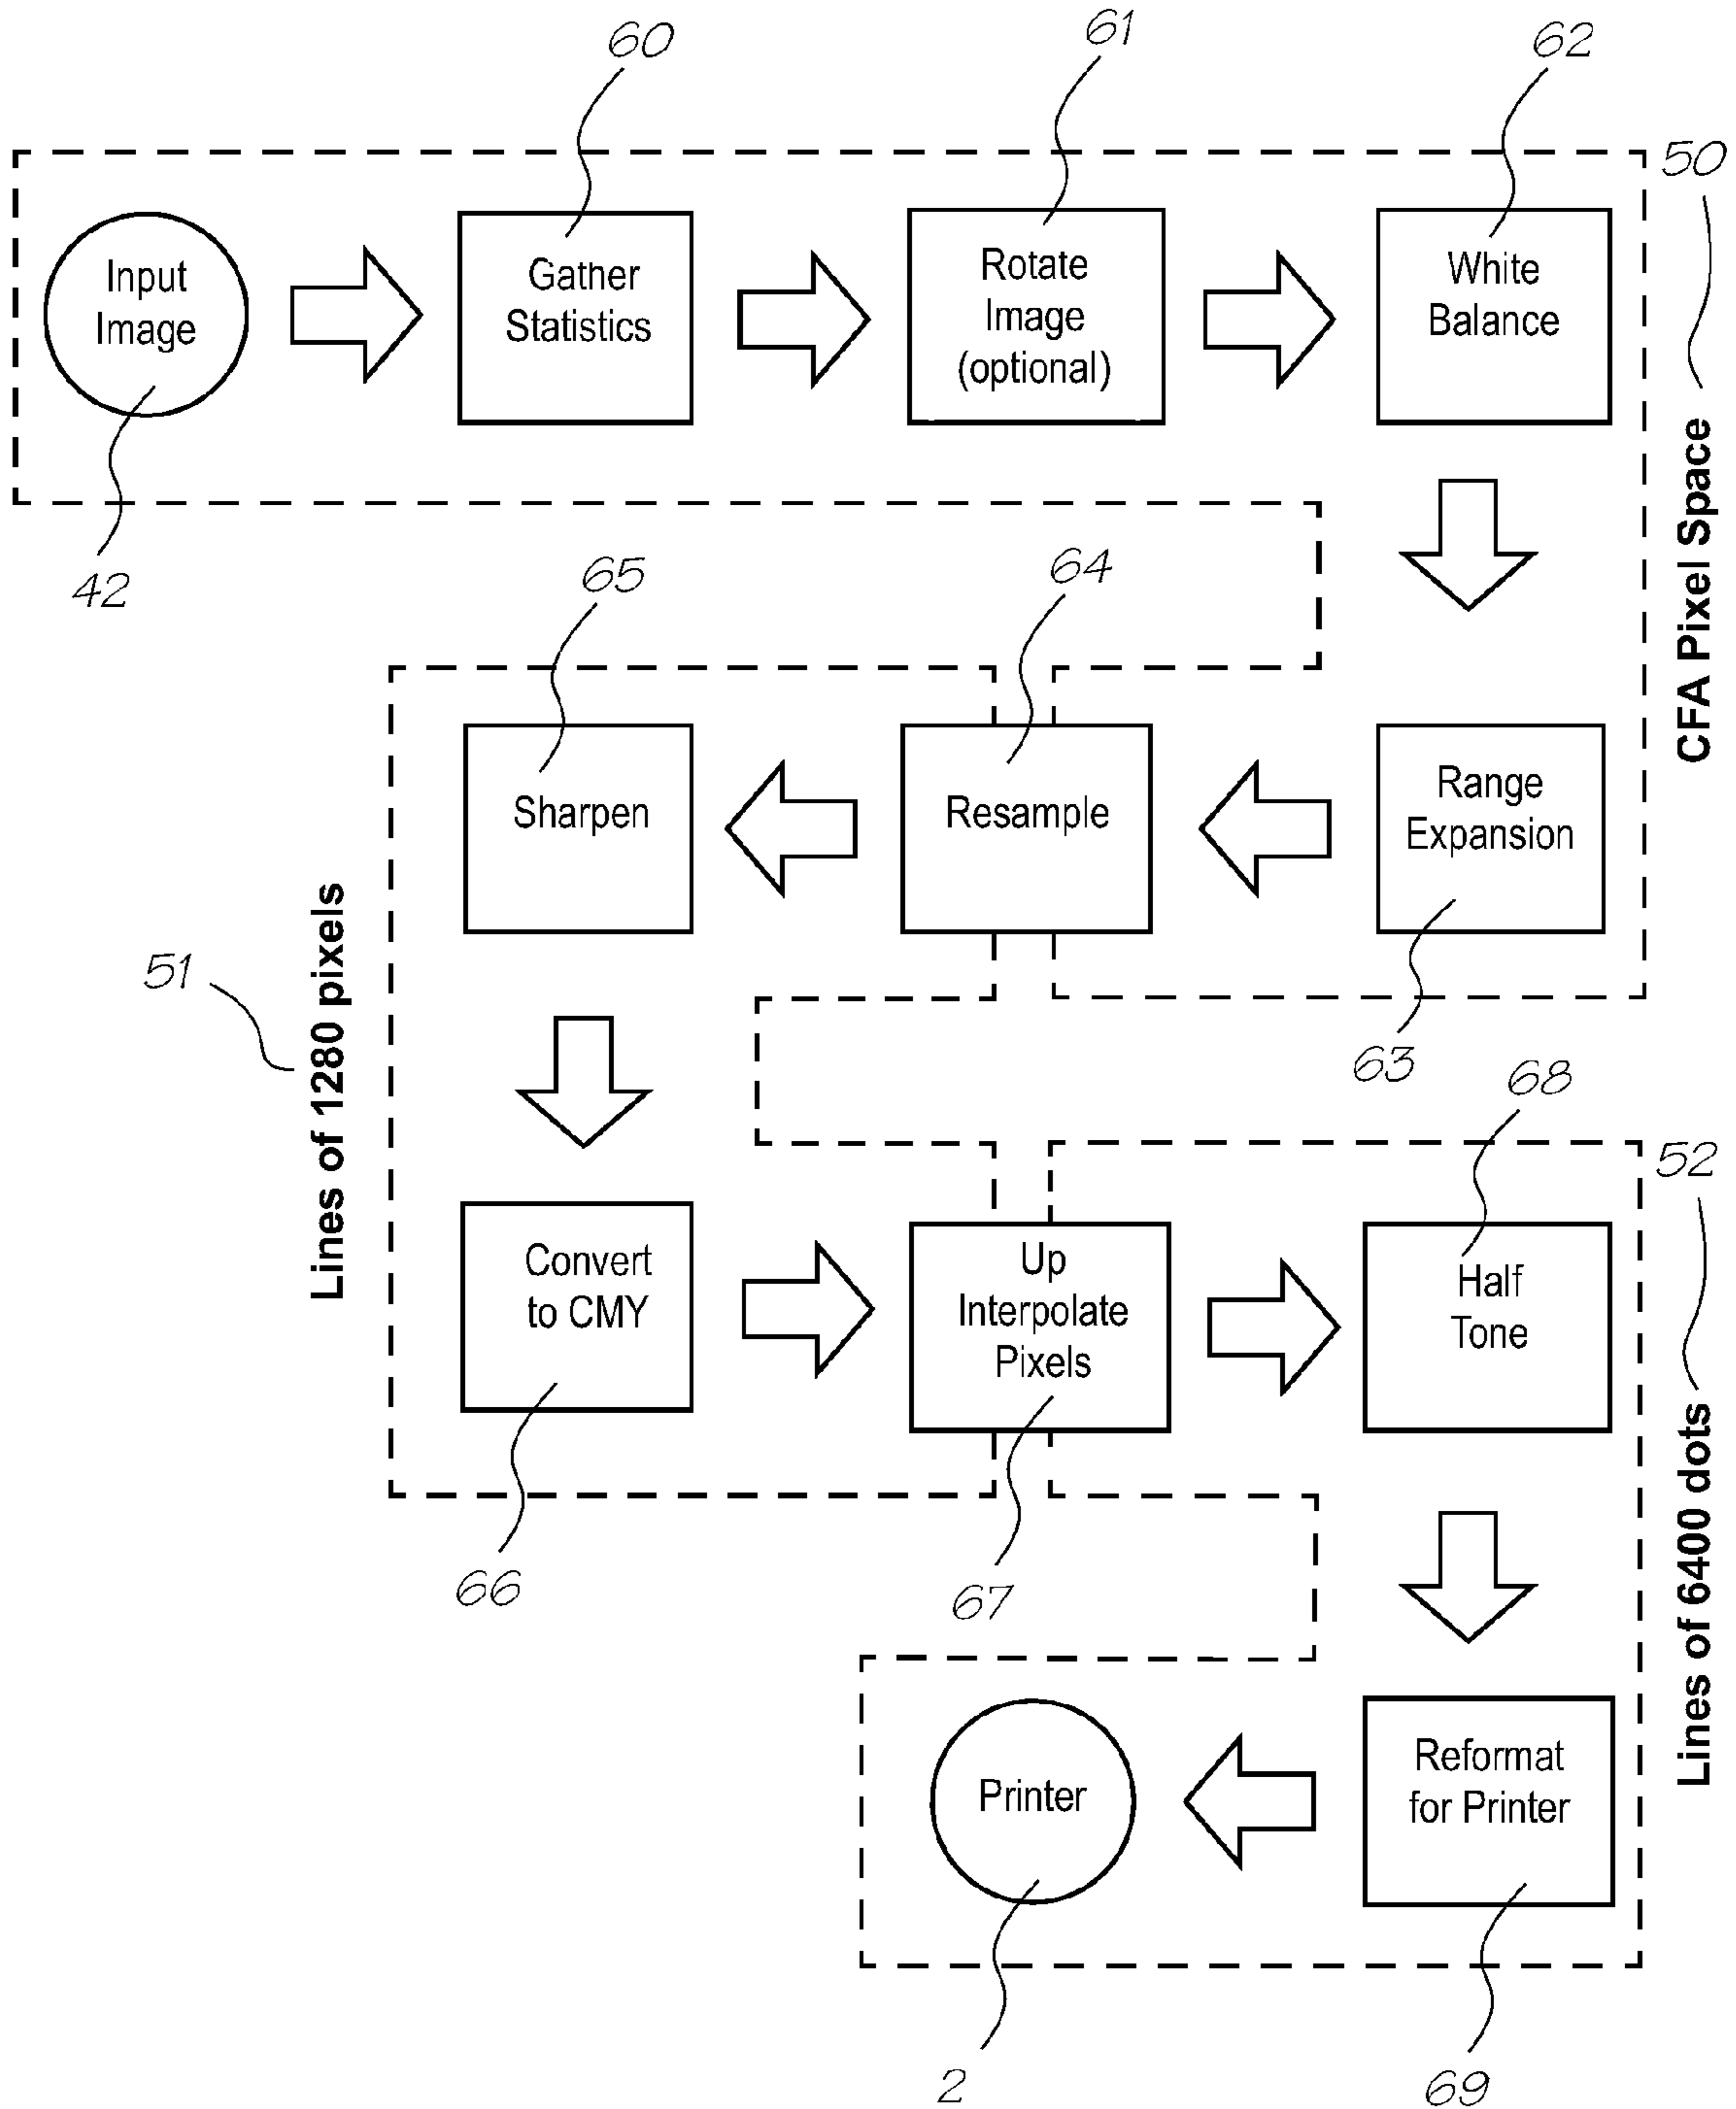 60
61
62
50
Input
Image
Gather
Statistics
Rotate
Image
(optional)
White
Balance
CFA Pixel Space
42
65
64
Sharpen
Resample
Range
Expansion
51
Lines of 1280 pixels
63
68
52
Convert
to CMY
Up
Interpolate
Pixels
Half
Tone
Lines of 6400 dots
66
67
Printer
Reformat
for Printer
2
69